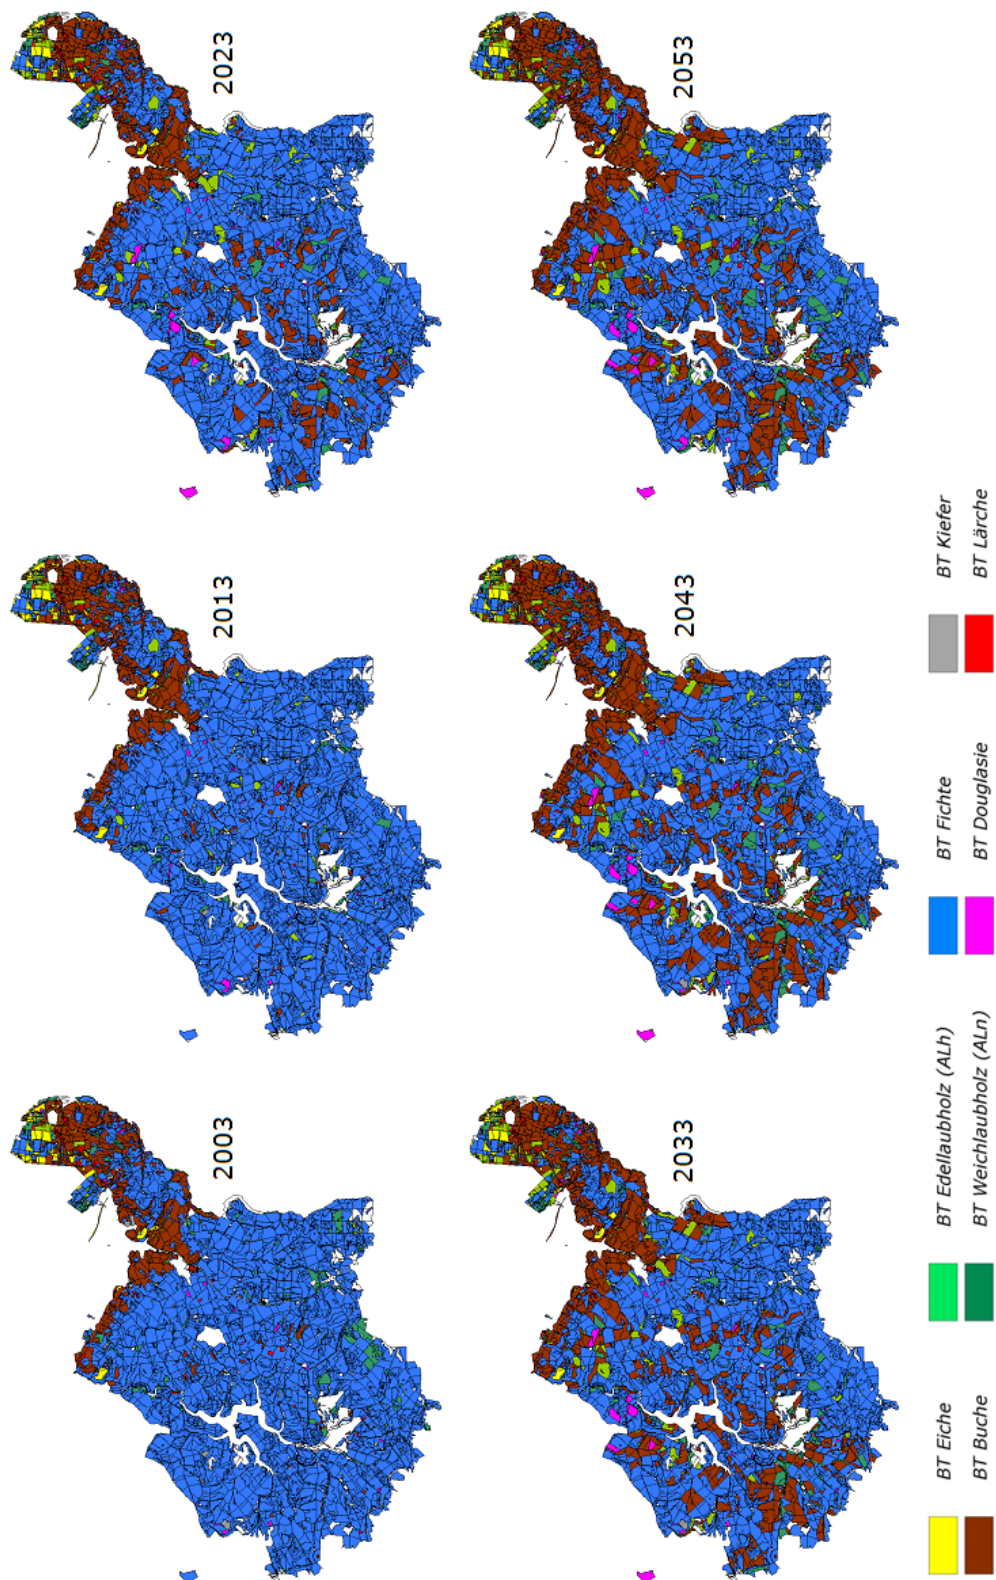 2003
2013
2023
2033
2043
2053
BT Eiche
BT Edellaubholz (ALh)
BT Fichte
BT Kiefer
BT Buche
BT Weichlaubholz (ALn)
BT Douglasie
BT Lärche